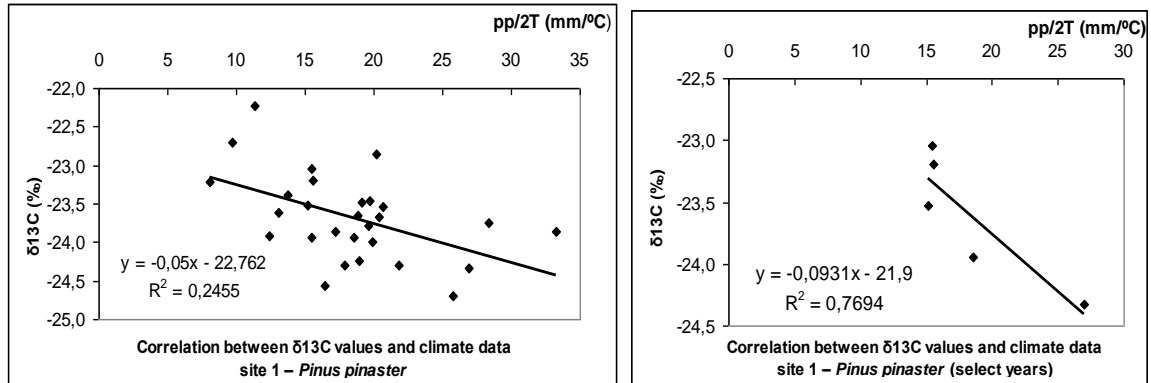 pp/2T (mm/ºC)
0 5 10 15 20 25 30 35
-22,0
-22,5
-23,0
-23,5
-24,0
-24,5
-25,0
δ13C (‰)
y = -0,05x - 22,762
R² = 0,2455
Correlation between δ13C values and climate data
site 1 – Pinus pinaster
pp/2T (mm/ºC)
0 5 10 15 20 25 30
-22,5
-23,0
-23,5
-24,0
-24,5
δ13C (‰)
y = -0,0931x - 21,9
R² = 0,7694
Correlation between δ13C values and climate data
site 1 – Pinus pinaster (select years)